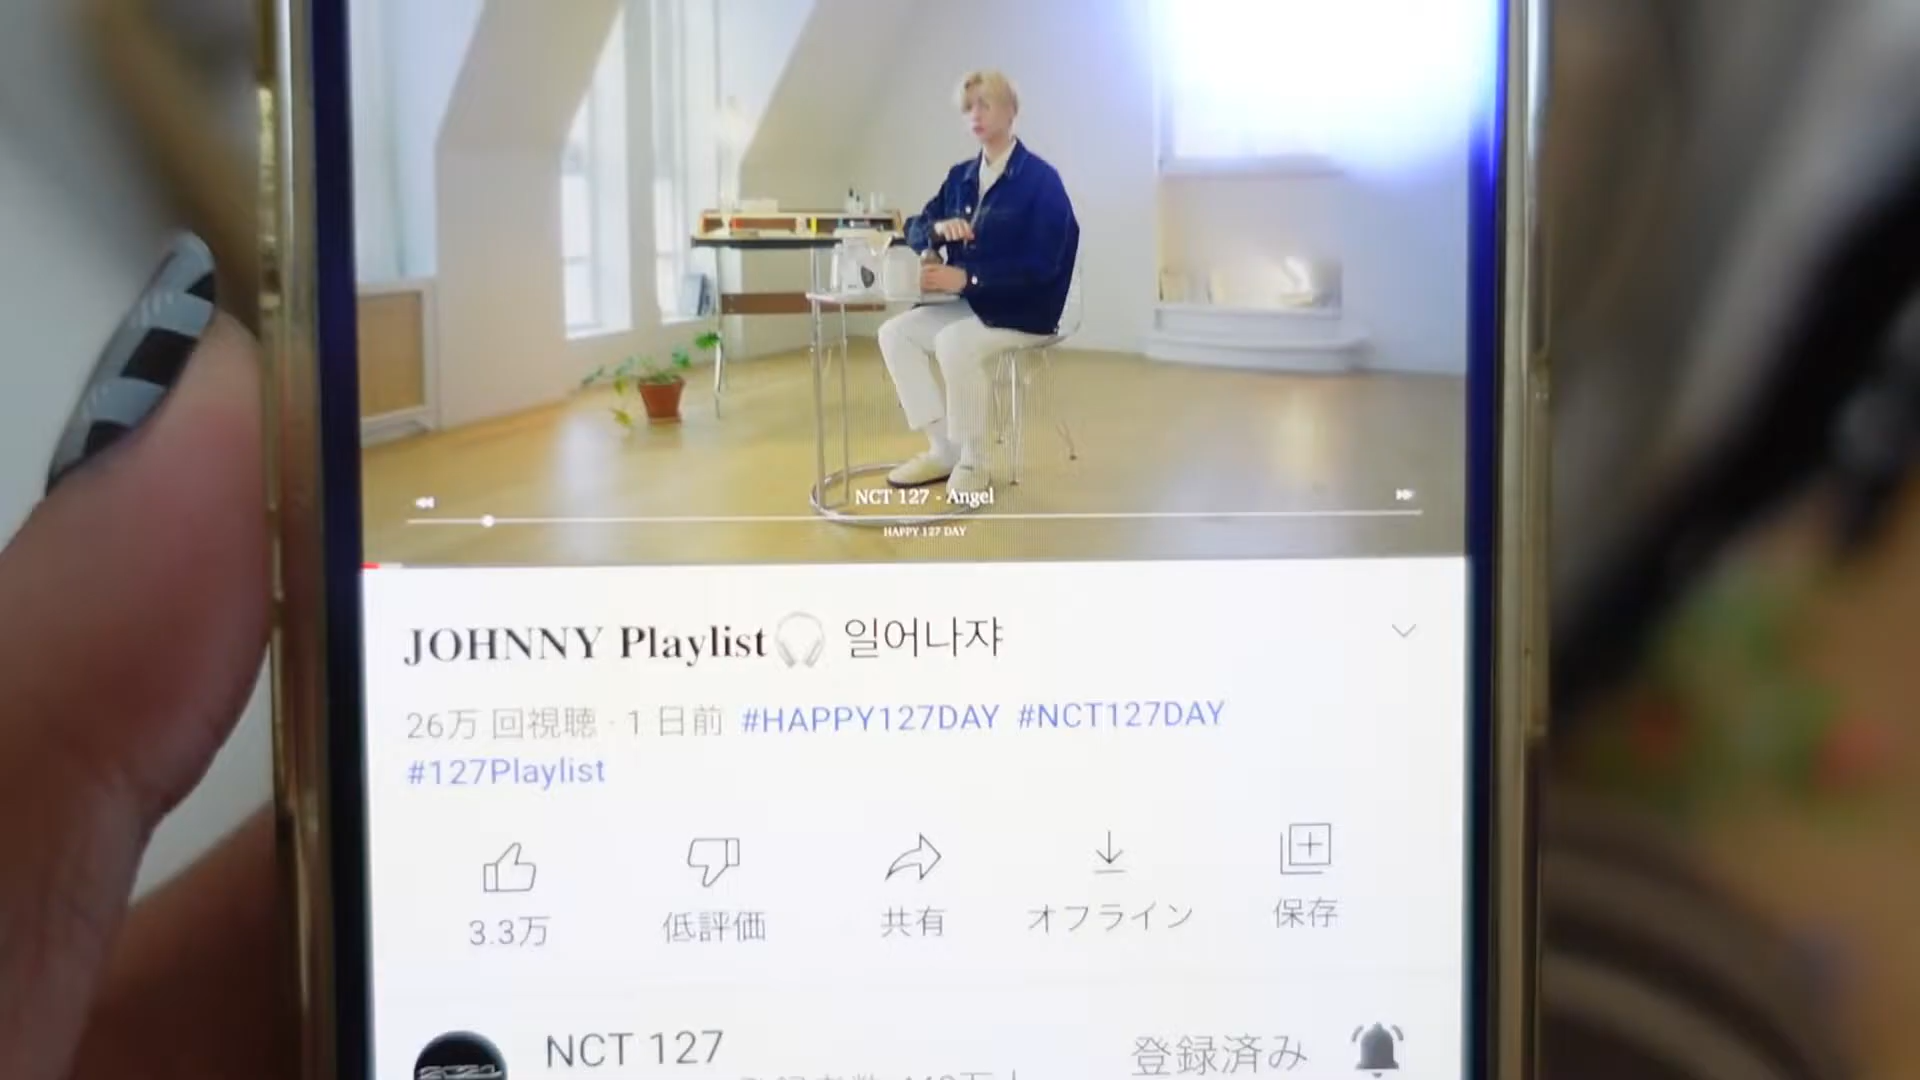 NCT 127 - Angel
HAPPY 127 DAY
JOHNNY Playlist🎧 일어나쟈
26万 回視聴 · 1 日前 #HAPPY127DAY #NCT127DAY
#127Playlist
3.3万 低評価 共有 オフライン 保存
NCT 127 登録済み